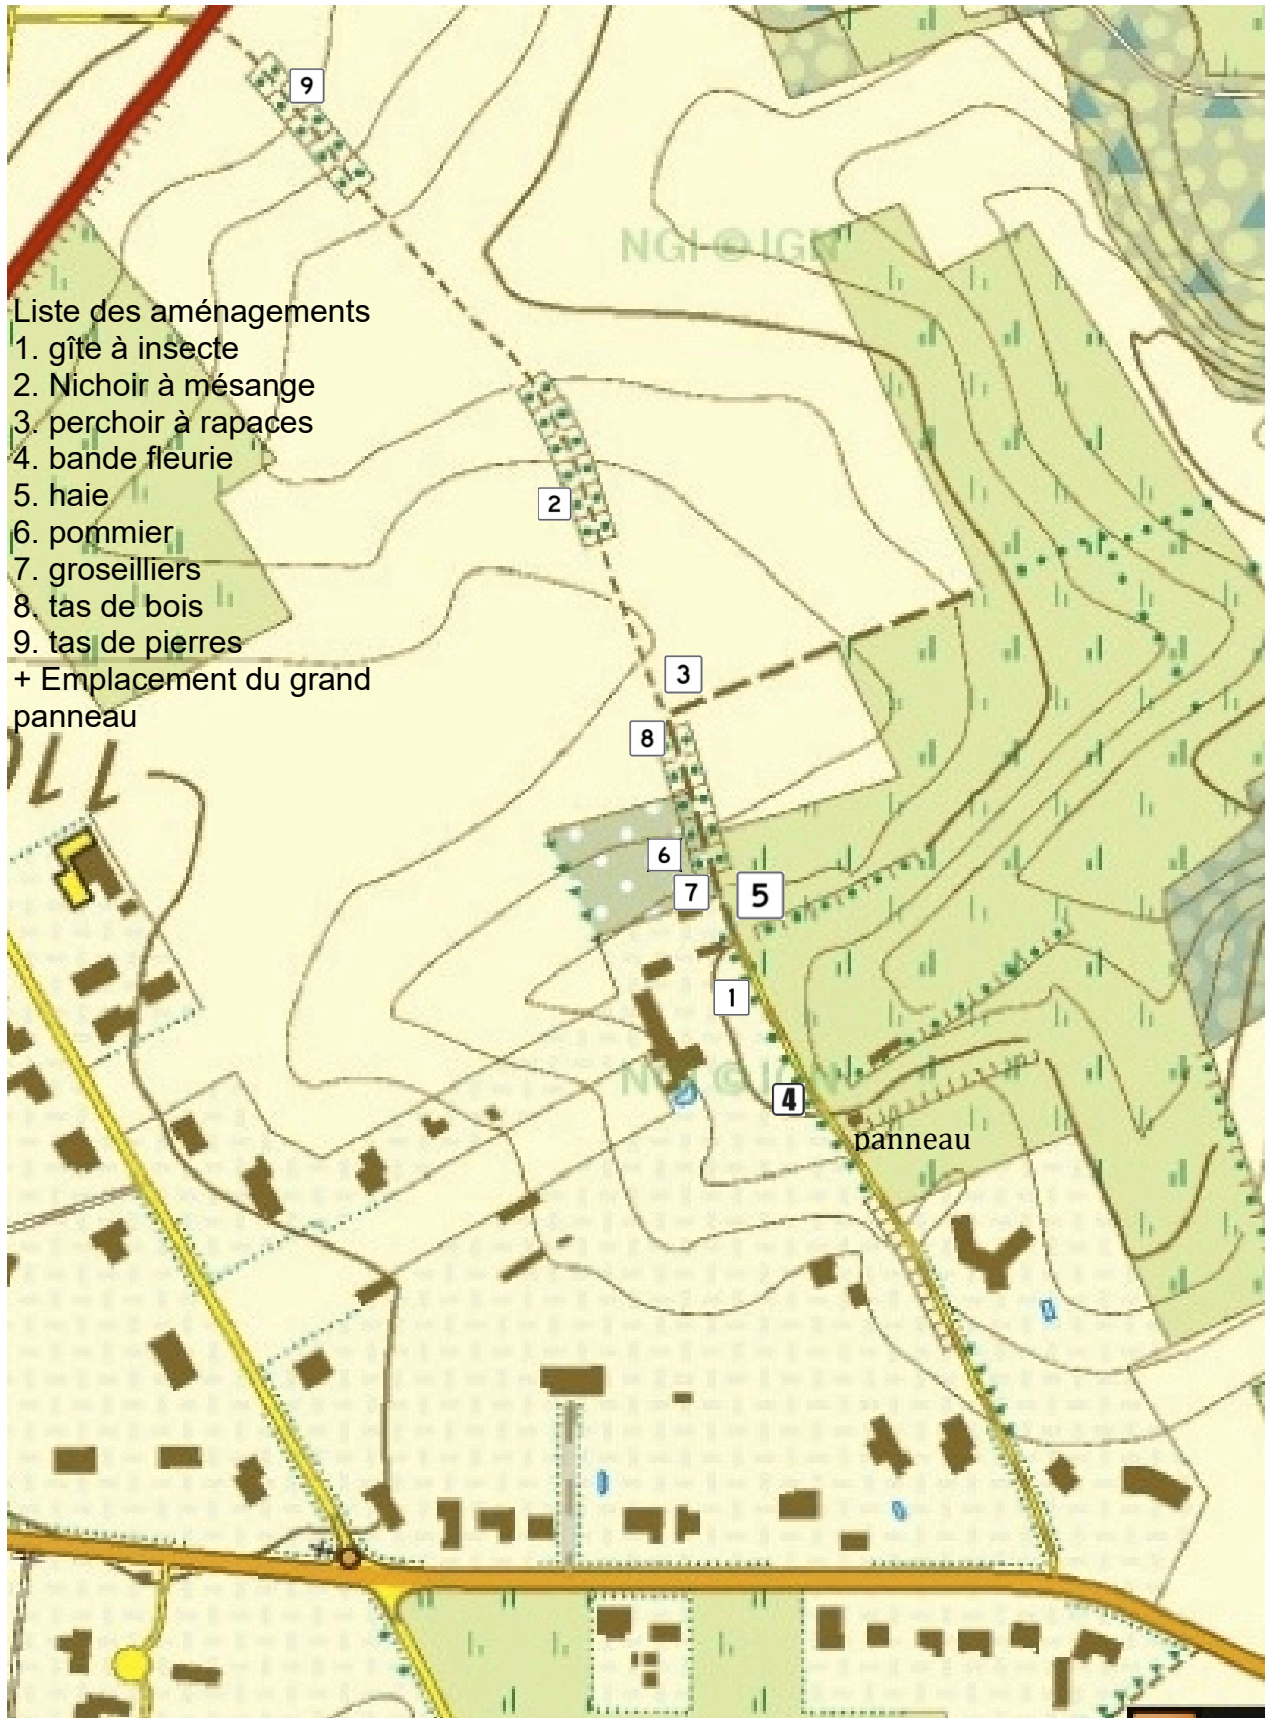 9
NGI © IGN
Liste des aménagements
1. gîte à insecte
2. Nichoir à mésange
3. perchoir à rapaces
4. bande fleurie
5. haie
6. pommier
7. groseilliers
8. tas de bois
9. tas de pierres
+ Emplacement du grand
panneau
2
3
8
6
7
5
1
NGI © IGN
4
panneau